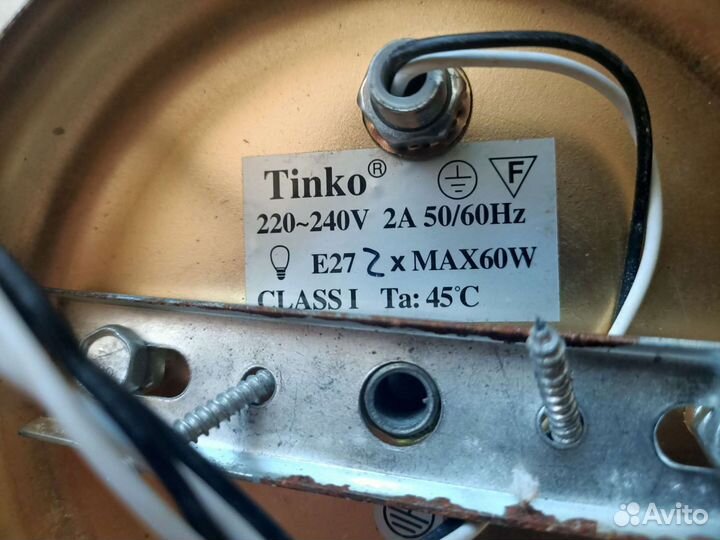 Tinko®
F
220~240V 2A 50/60Hz
E27 2 x MAX60W
CLASS I Ta: 45°C
Avito